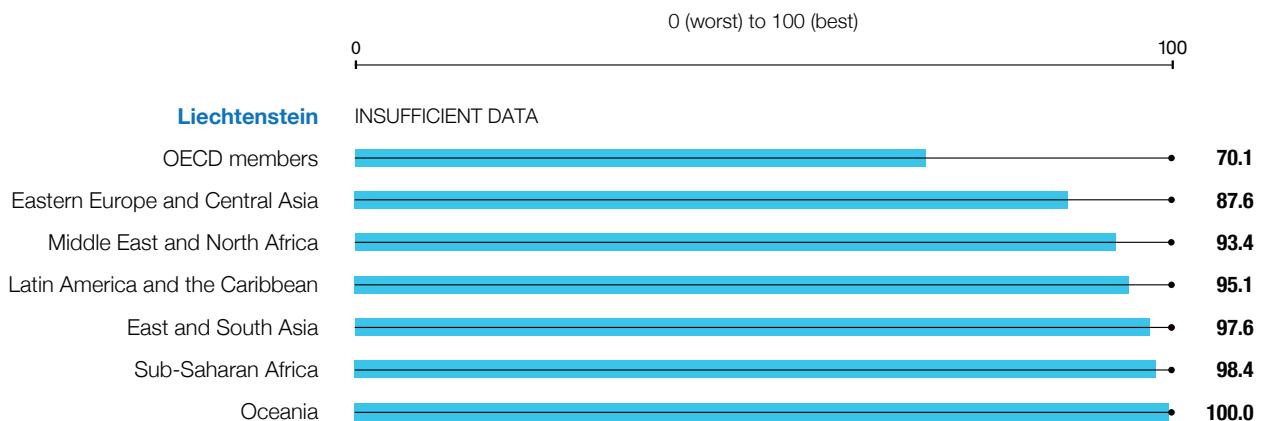 0 (worst) to 100 (best)
0 100
Liechtenstein INSUFFICIENT DATA
OECD members 70.1
Eastern Europe and Central Asia 87.6
Middle East and North Africa 93.4
Latin America and the Caribbean 95.1
East and South Asia 97.6
Sub-Saharan Africa 98.4
Oceania 100.0